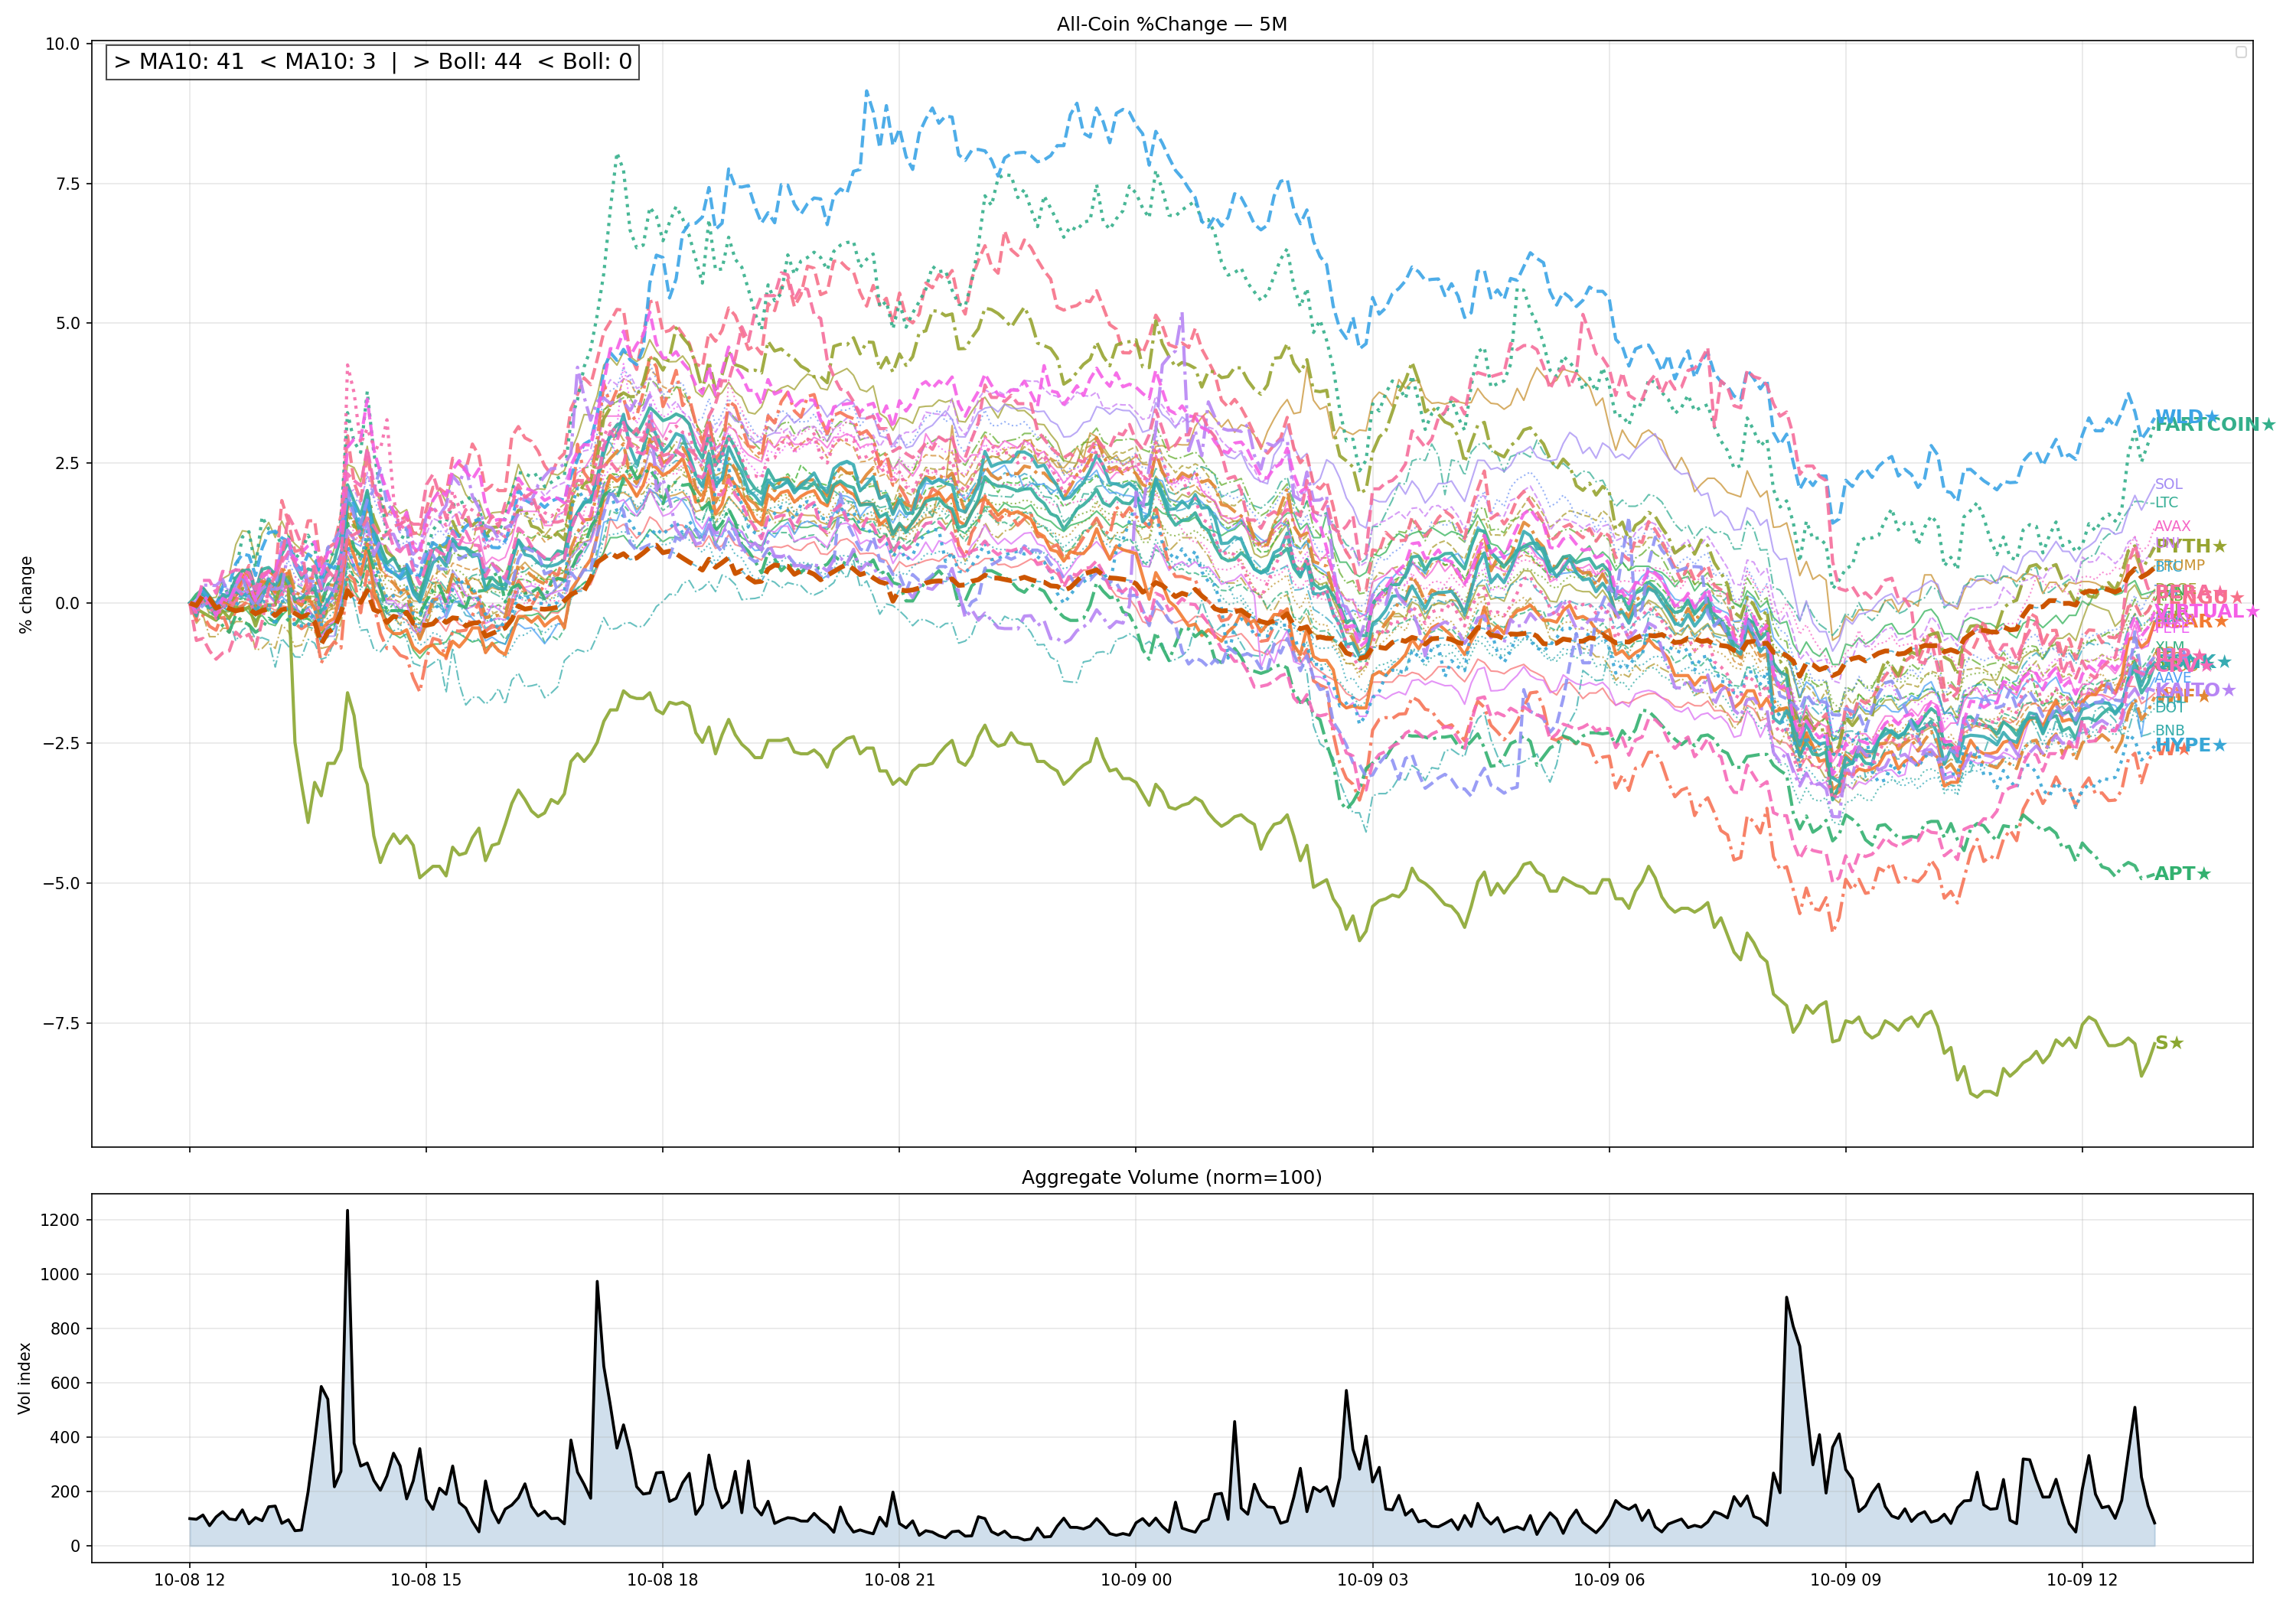 All-Coin %Change — 5M
> MA10: 41 < MA10: 3 | > Boll: 44 < Boll: 0
% change
10.0
7.5
5.0
2.5
0.0
−2.5
−5.0
−7.5
WLD★
FARTCOIN★
SOL
LTC
AVAX
PYTH★
TRUMP
BTC
VIRTUAL★
NEAR★
PEPE
AAVE
KAITO★
DOT
BNB
HYPE★
APT★
S★
Aggregate Volume (norm=100)
Vol index
1200
1000
800
600
400
200
0
10-08 12
10-08 15
10-08 18
10-08 21
10-09 00
10-09 03
10-09 06
10-09 09
10-09 12